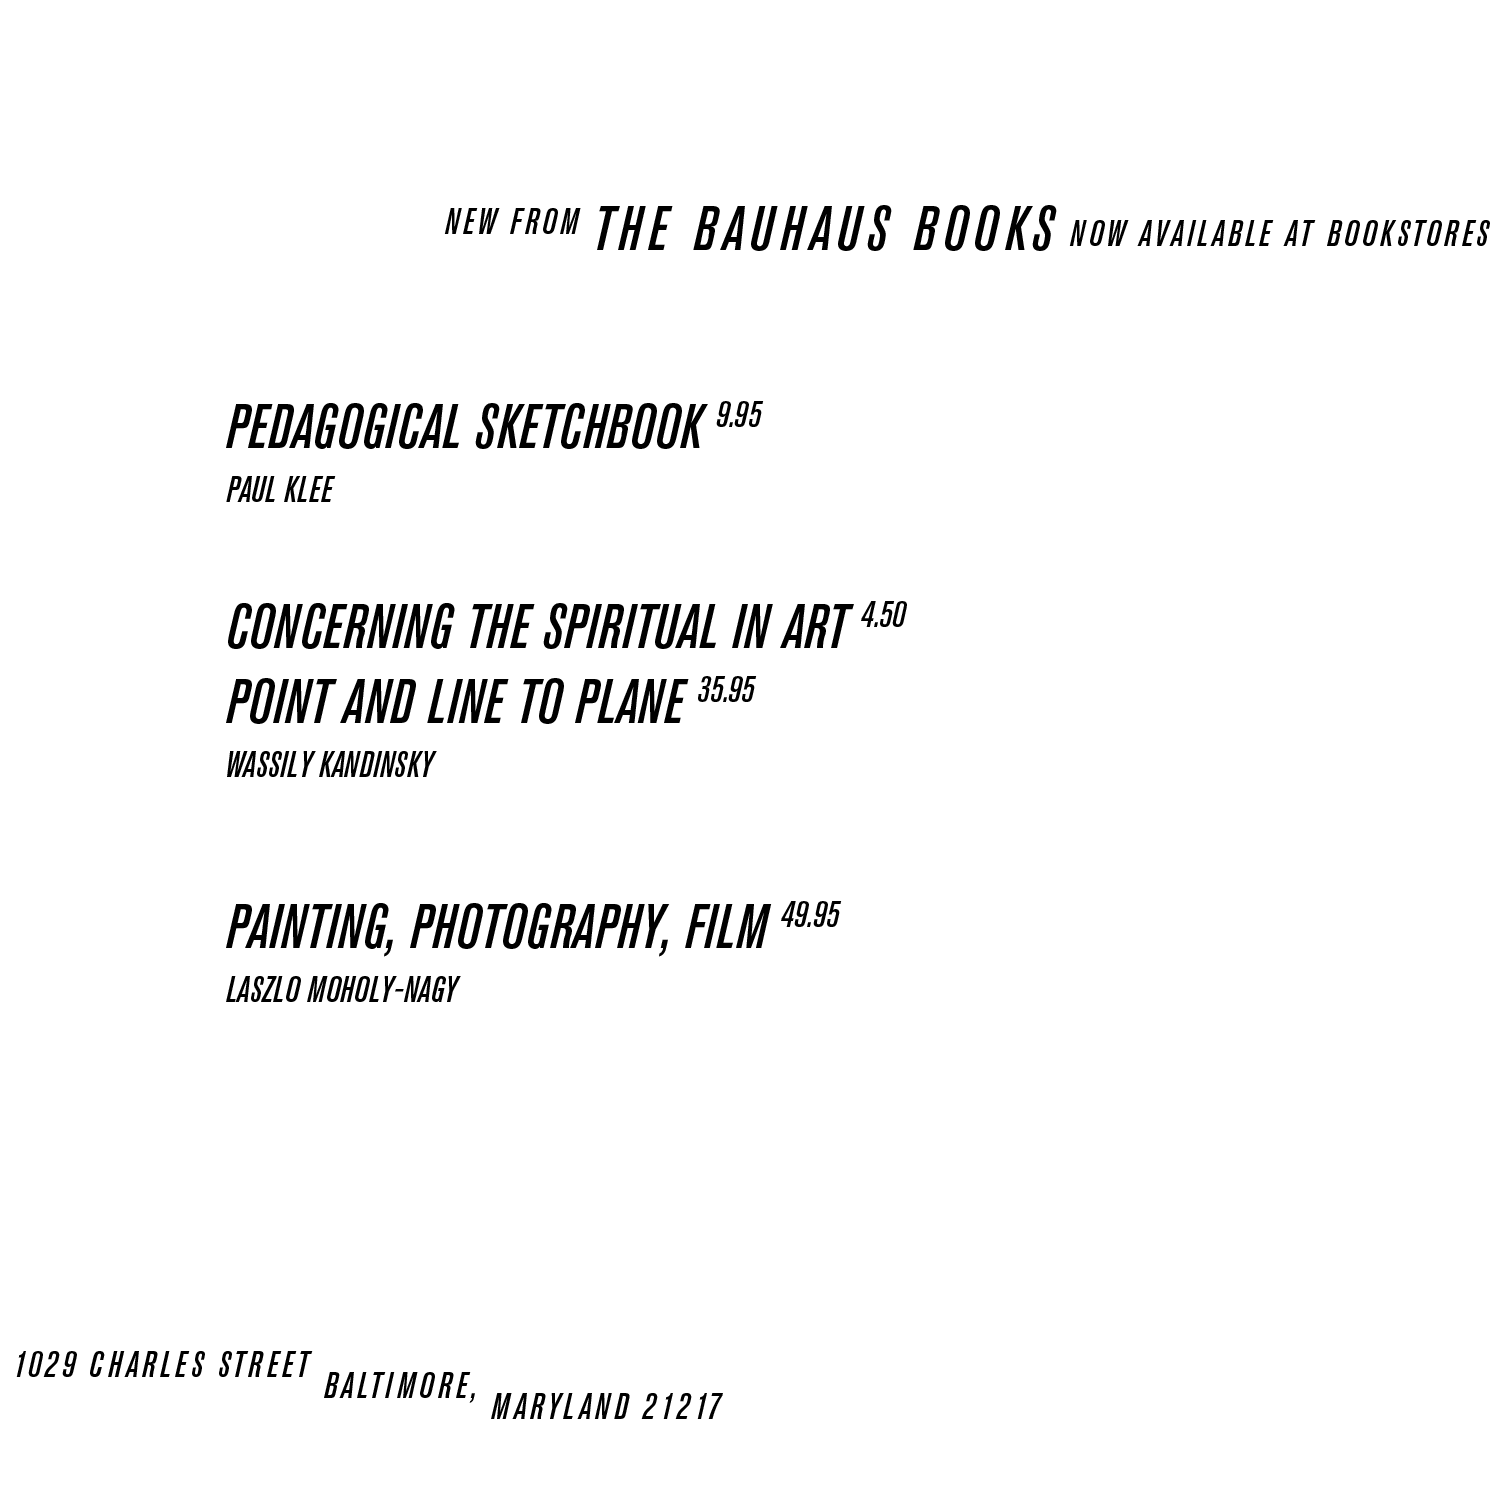 NEW FROM THE BAUHAUS BOOKS NOW AVAILABLE AT BOOKSTORES
PEDAGOGICAL SKETCHBOOK 9.95
PAUL KLEE
CONCERNING THE SPIRITUAL IN ART 4.50
POINT AND LINE TO PLANE 35.95
WASSILY KANDINSKY
PAINTING, PHOTOGRAPHY, FILM 49.95
LASZLO MOHOLY-NAGY
1029 CHARLES STREET BALTIMORE, MARYLAND 21217